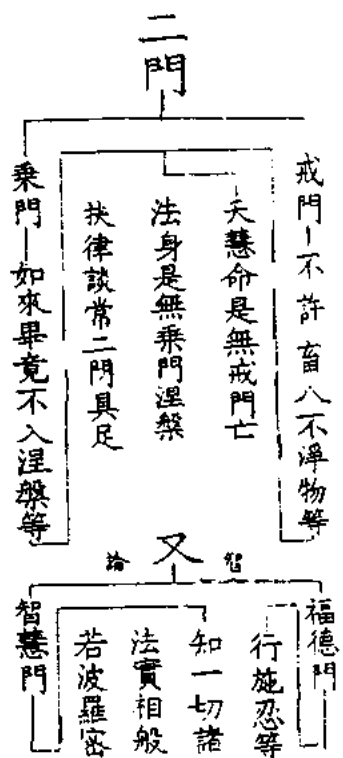 二門
戒門-不許畜八不淨物等
夭慧命是無戒門亡
法身是無乗門涅槃
扶律談常二門具足
乗門-如來畢竟不入涅槃等
又 智論
福德門
行施忍等
知一切諸
法實相般
若波羅密
智慧門